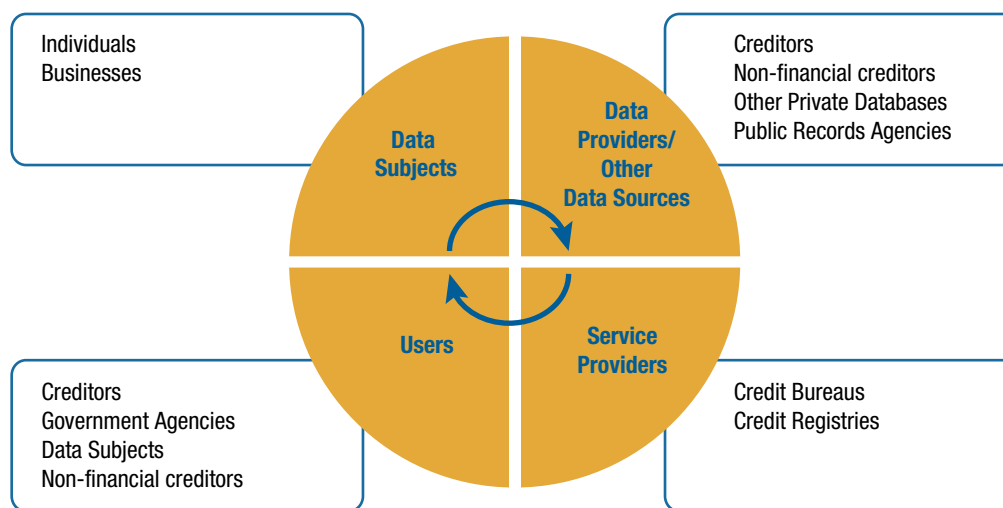 Individuals
Businesses
Creditors
Non-financial creditors
Other Private Databases
Public Records Agencies
Data
Subjects
Data
Providers/
Other
Data Sources
Users
Service
Providers
Creditors
Government Agencies
Data Subjects
Non-financial creditors
Credit Bureaus
Credit Registries